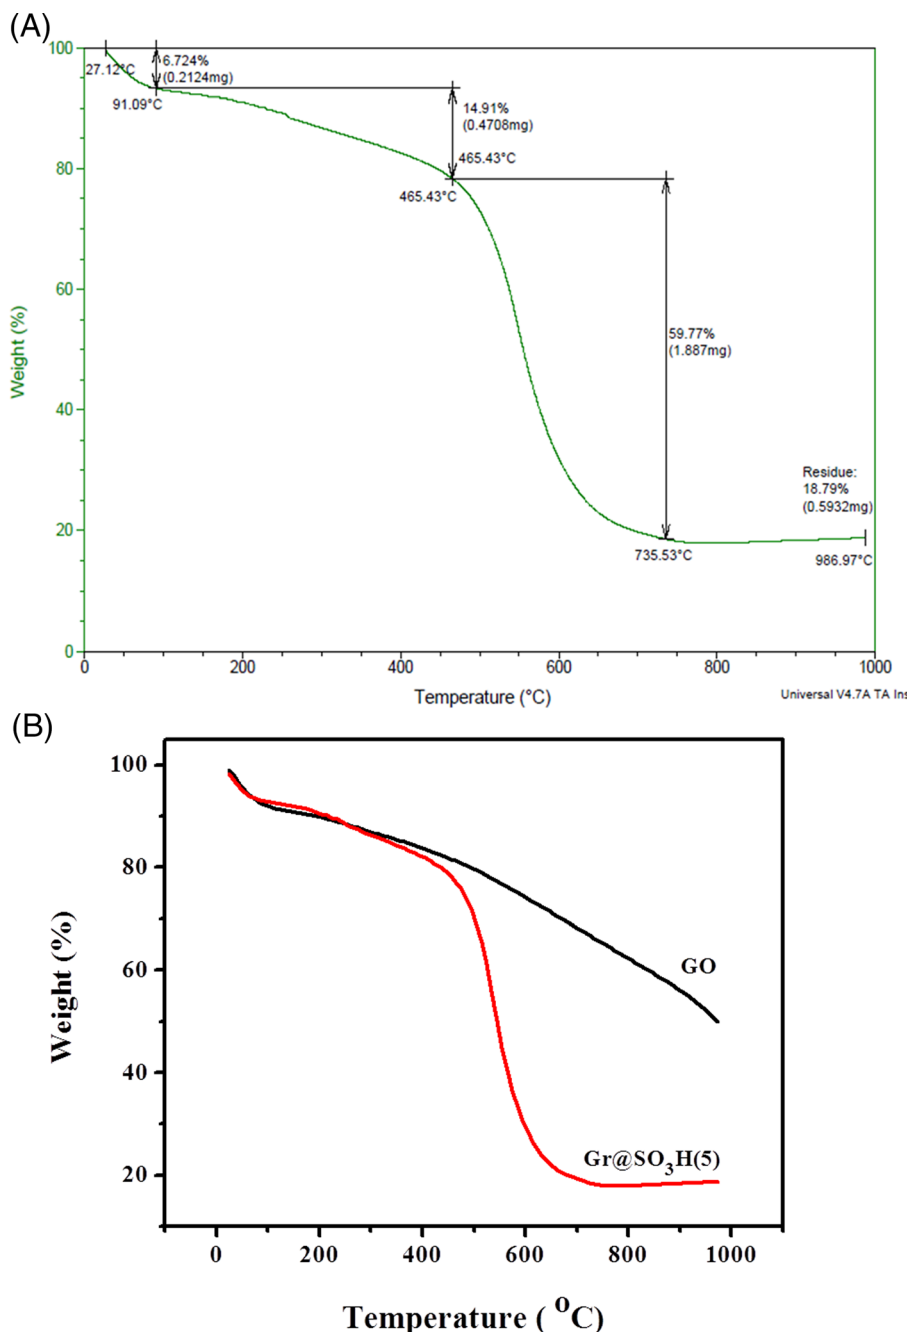 (A)
100
6.724%
27.12°C
(0.2124mg)
91.09°C
14.91%
(0.4708mg)
80
465.43°C
465.43°C
60
59.77%
(1.887mg)
Weight (%)
40
Residue:
18.79%
(0.5932mg)
20
735.53°C
986.97°C
0
0
200
400
600
800
1000
Temperature (°C)
Universal V4.7A TA Ins
(B)
100
80
60
40
20
Weight (%)
GO
Gr@SO₃H(5)
0
200
400
600
800
1000
Temperature ( ⁰C)